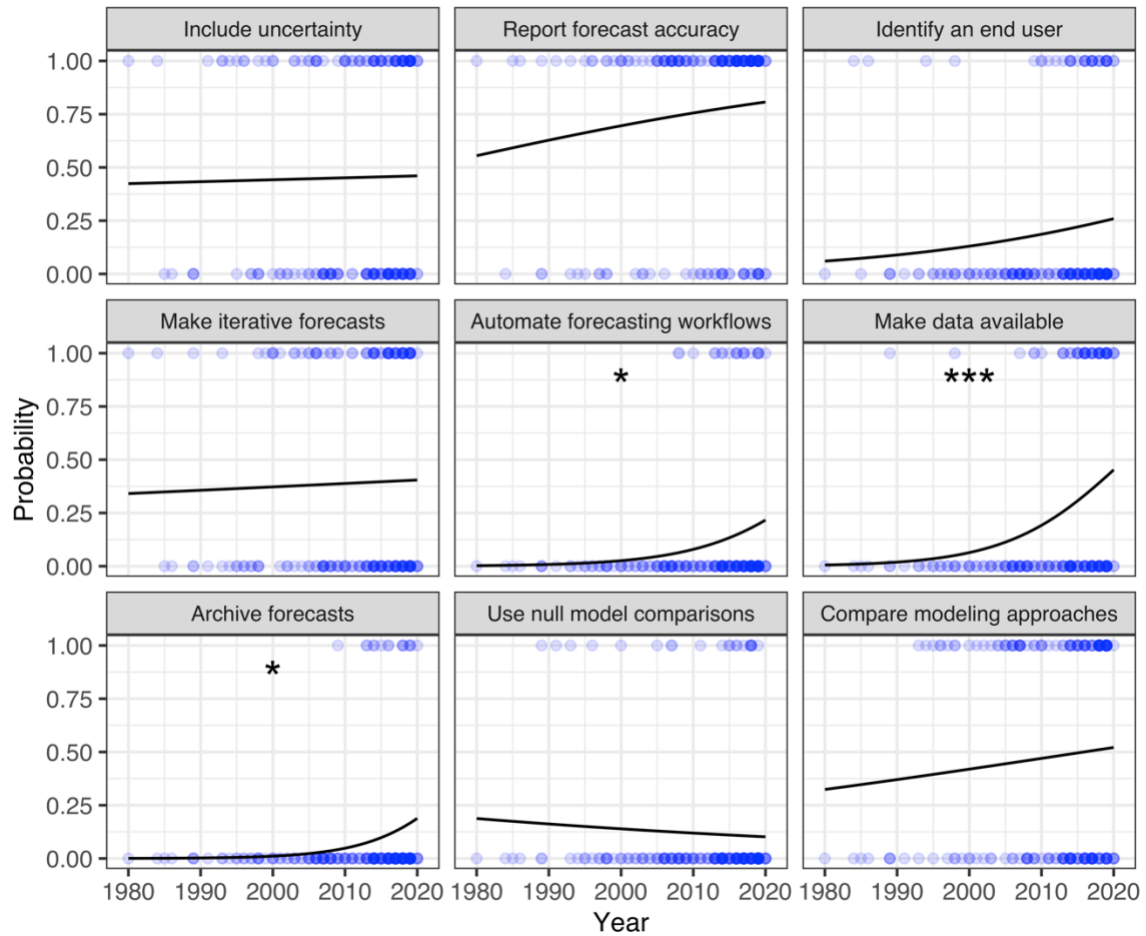 Include uncertainty
Report forecast accuracy
Identify an end user
1.00
0.75
0.50
0.25
0.00
Make iterative forecasts
Automate forecasting workflows
Make data available
1.00
0.75
0.50
0.25
0.00
*
***
Archive forecasts
Use null model comparisons
Compare modeling approaches
1.00
0.75
0.50
0.25
0.00
*
1980 1990 2000 2010 2020
1980 1990 2000 2010 2020
1980 1990 2000 2010 2020
Probability
Year